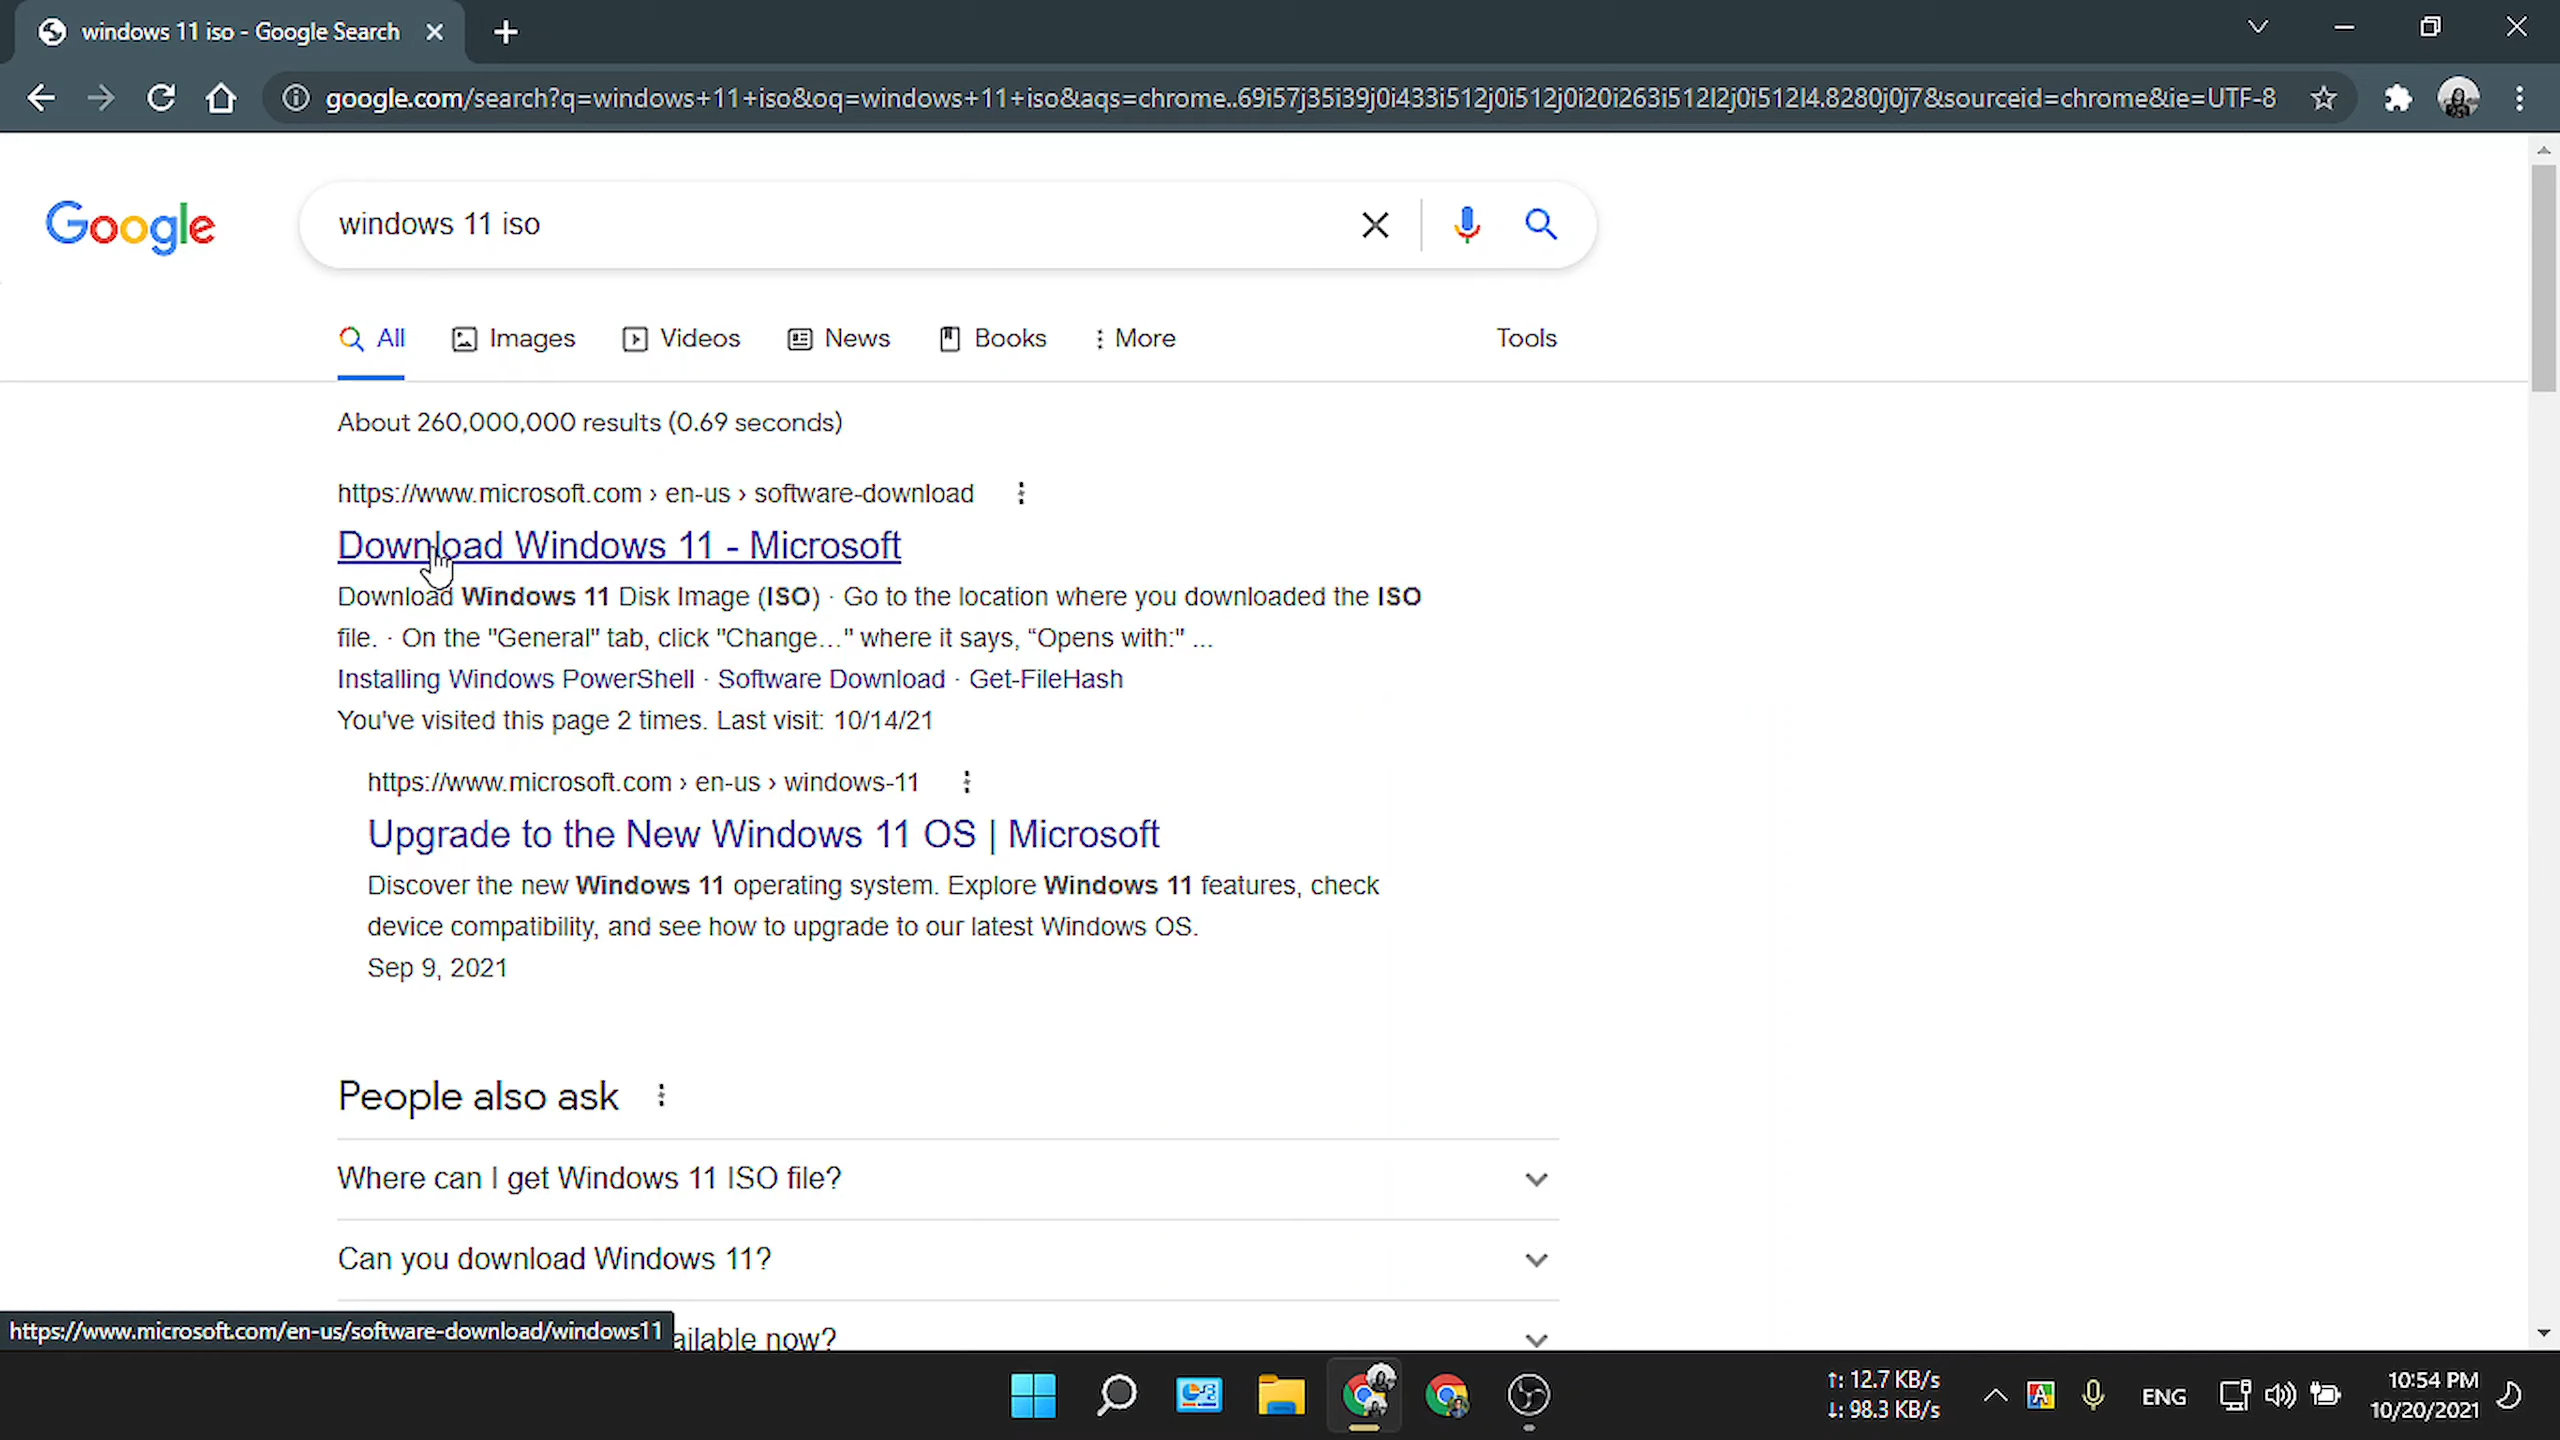 windows 11 iso - Google Search
google.com/search?q=windows+11+iso&oq=windows+11+iso&aqs=chrome..69i57j35i39j0i433i512j0i512j0i20i263i512l2j0i512l4.8280j0j7&sourceid=chrome&ie=UTF-8
Google
windows 11 iso
All Images Videos News Books More Tools
About 260,000,000 results (0.69 seconds)
https://www.microsoft.com › en-us › software-download
Download Windows 11 - Microsoft
Download Windows 11 Disk Image (ISO) · Go to the location where you downloaded the ISO
file. · On the "General" tab, click "Change…" where it says, “Opens with:" ...
Installing Windows PowerShell · Software Download · Get-FileHash
You've visited this page 2 times. Last visit: 10/14/21
https://www.microsoft.com › en-us › windows-11
Upgrade to the New Windows 11 OS | Microsoft
Discover the new Windows 11 operating system. Explore Windows 11 features, check
device compatibility, and see how to upgrade to our latest Windows OS.
Sep 9, 2021
People also ask
Where can I get Windows 11 ISO file?
Can you download Windows 11?
ailable now?
https://www.microsoft.com/en-us/software-download/windows11
↑: 12.7 KB/s
↓: 98.3 KB/s
A
ENG
10:54 PM
10/20/2021